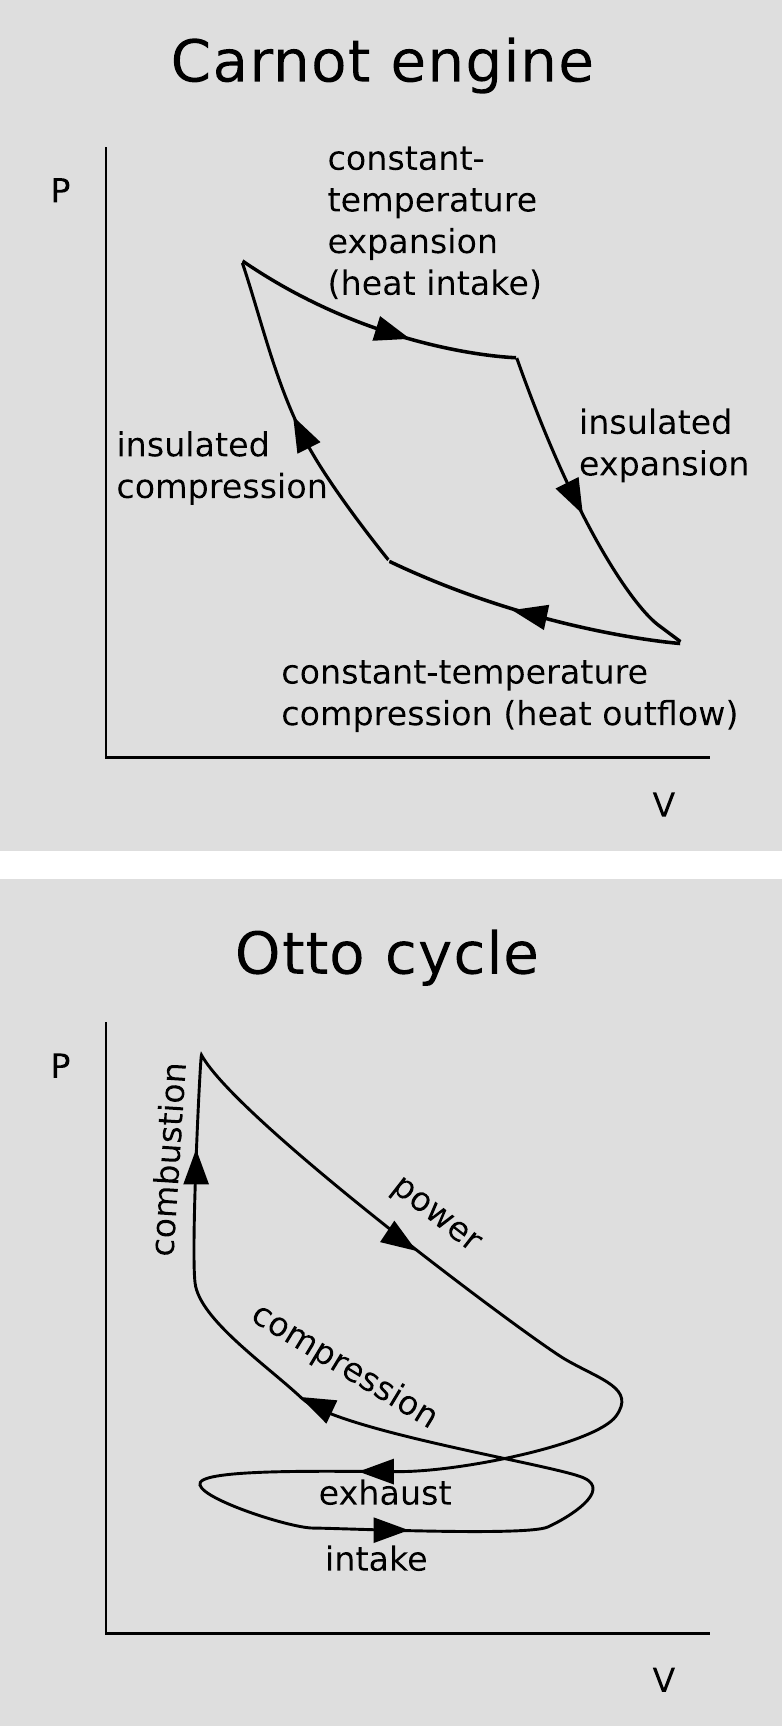 Carnot engine
P
constant-
temperature
expansion
(heat intake)
insulated
expansion
insulated
compression
constant-temperature
compression (heat outflow)
V
Otto cycle
P
combustion
power
compression
exhaust
intake
V